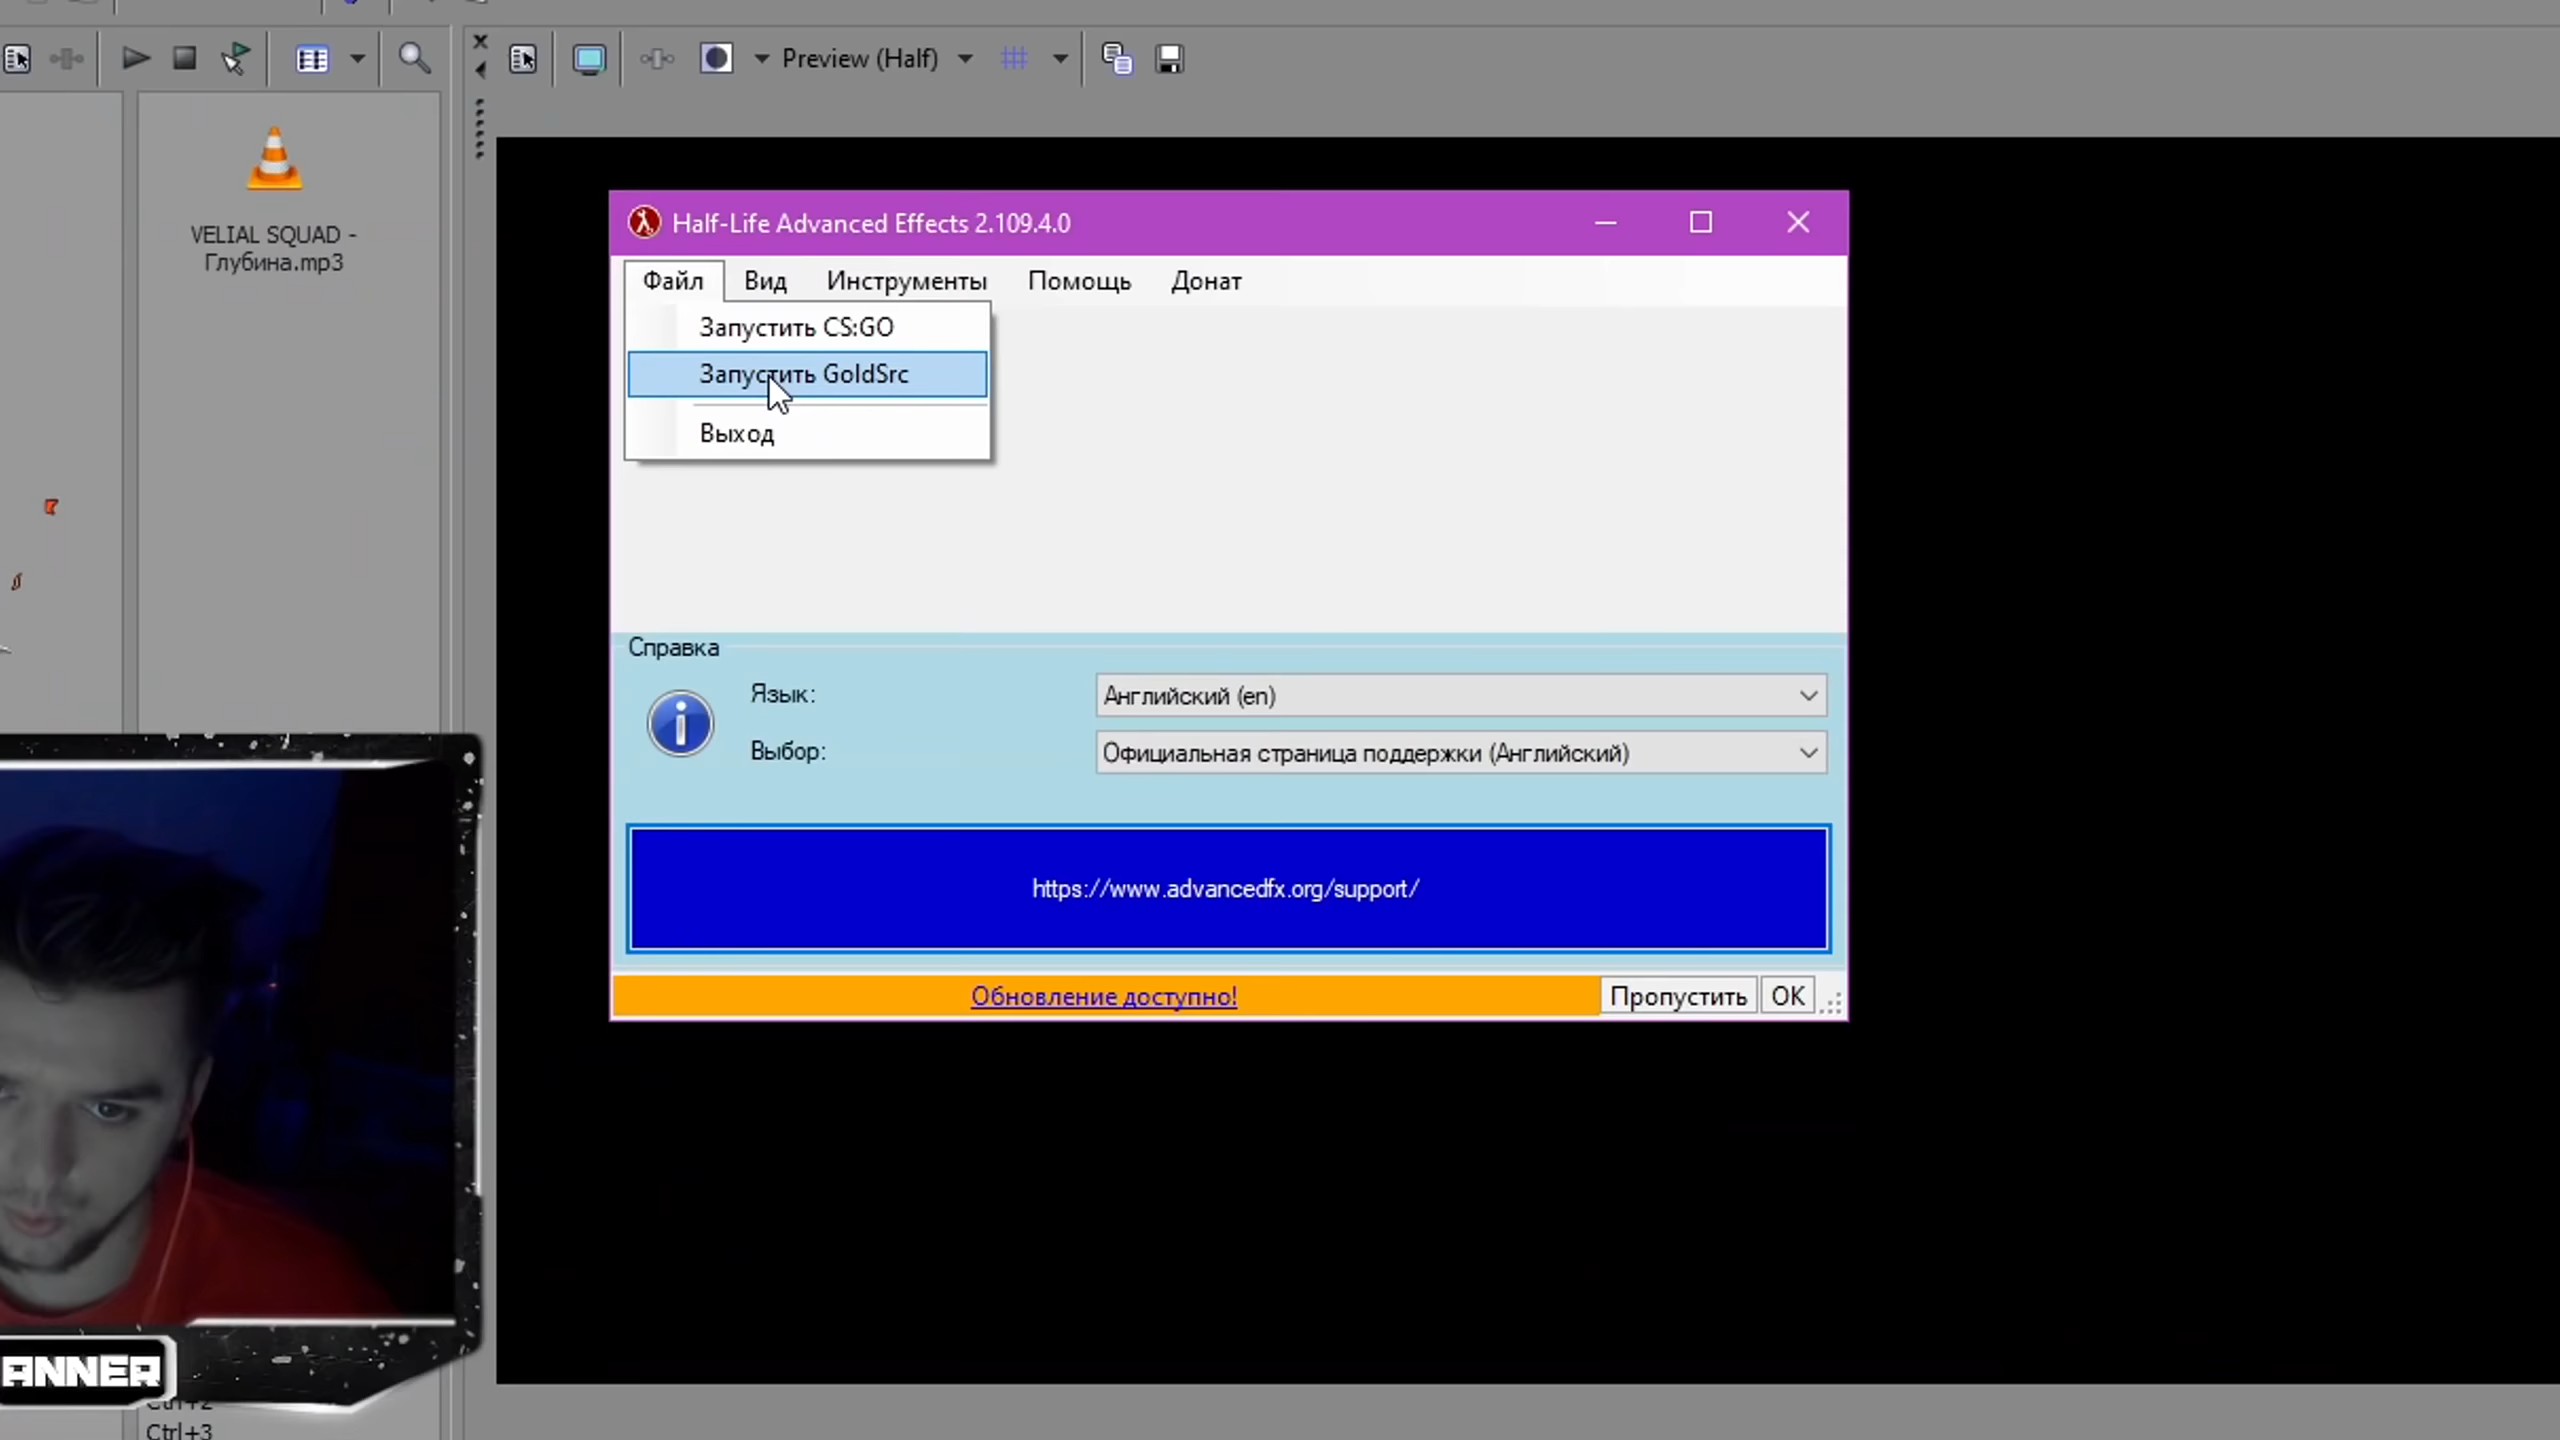 Preview (Half)
VELIAL SQUAD -
Глубина.mp3
Half-Life Advanced Effects 2.109.4.0
Файл Вид Инструменты Помощь Донат
Запустить CS:GO
Запустить GoldSrc
Выход
Справка
Язык: Английский (en)
Выбор: Официальная страница поддержки (Английский)
https://www.advancedfx.org/support/
Обновление доступно! Пропустить OK
ANNER
Ctrl+2
Ctrl+3